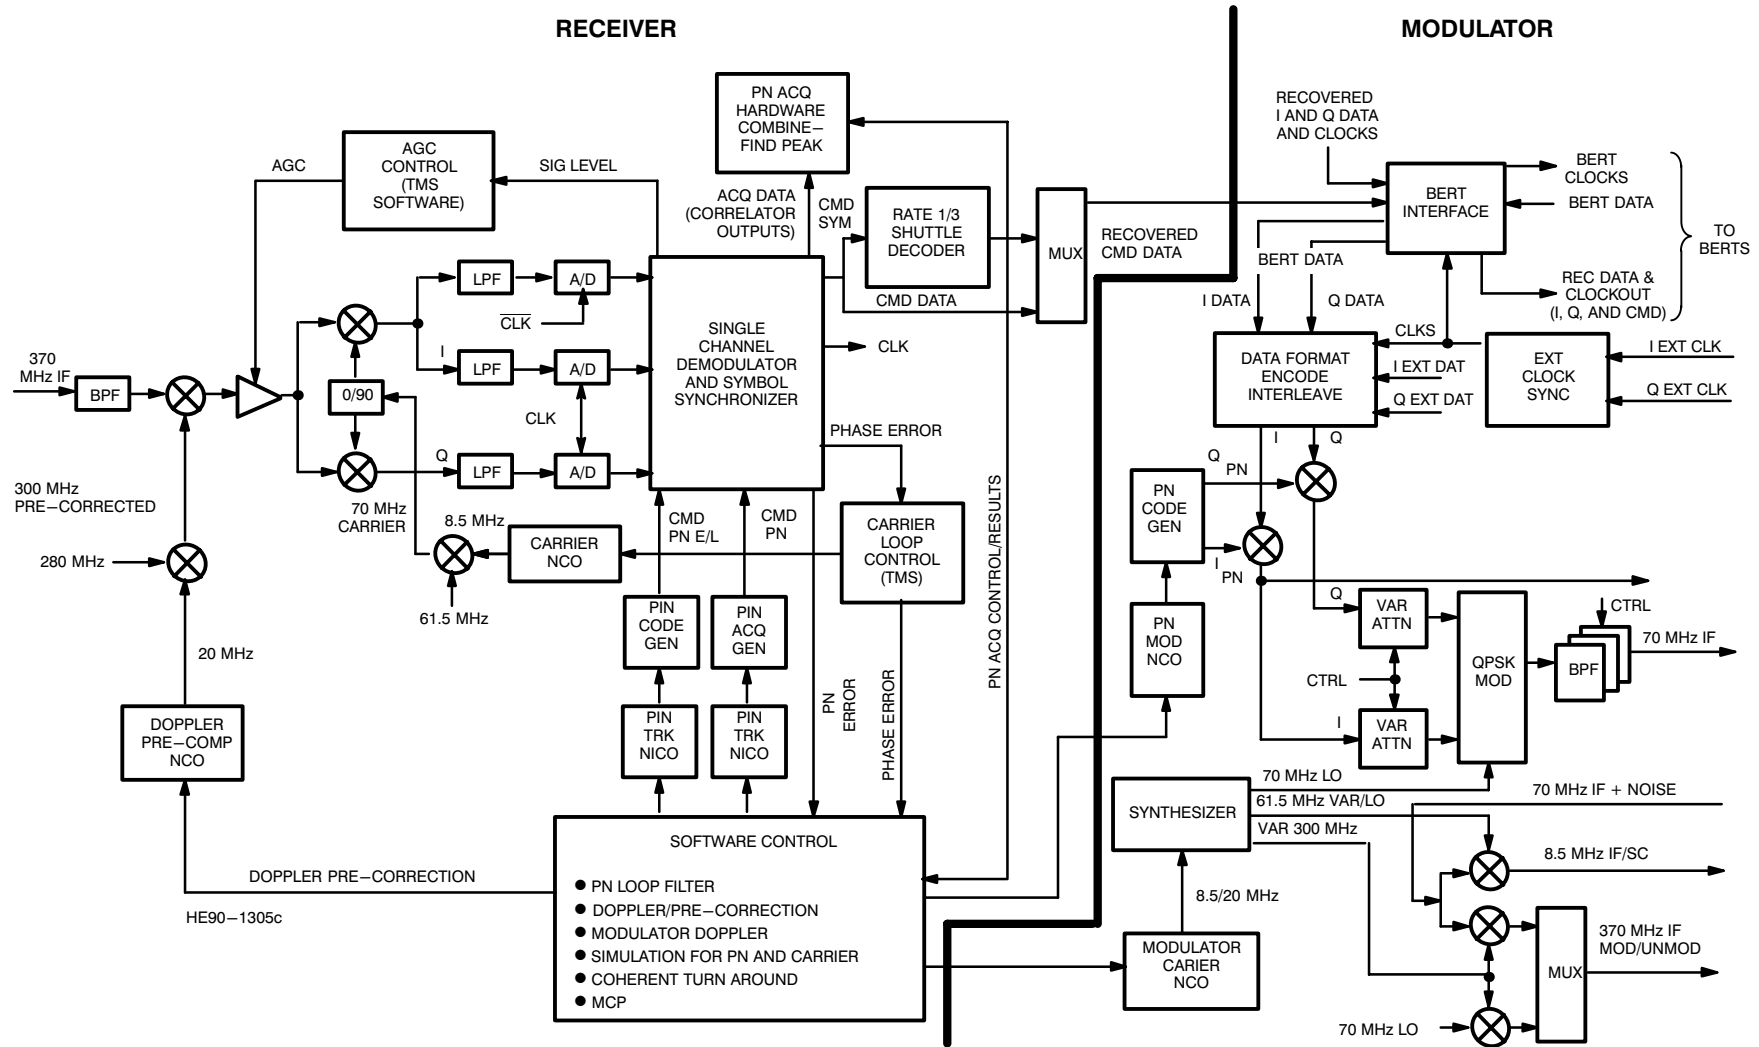 RECEIVER
MODULATOR
PN ACQ
HARDWARE
COMBINE−
FIND PEAK
RECOVERED
I AND Q DATA
AND CLOCKS
AGC
AGC
CONTROL
(TMS
SOFTWARE)
SIG LEVEL
ACQ DATA
(CORRELATOR
OUTPUTS)
CMD
SYM
RATE 1/3
SHUTTLE
DECODER
MUX
RECOVERED
CMD DATA
CMD DATA
BERT
INTERFACE
BERT
CLOCKS
BERT DATA
TO
BERTS
REC DATA &
CLOCKOUT
(I, Q, AND CMD)
BERT DATA
I DATA
Q DATA
LPF
A/D
CLK
I
LPF
A/D
CLK
Q
LPF
A/D
SINGLE
CHANNEL
DEMODULATOR
AND SYMBOL
SYNCHRONIZER
CLK
370
MHz IF
BPF
0/90
70 MHz
CARRIER
300 MHz
PRE−CORRECTED
280 MHz
20 MHz
DOPPLER
PRE−COMP
NCO
8.5 MHz
61.5 MHz
CARRIER
NCO
CMD
PN E/L
CMD
PN
PHASE ERROR
CARRIER
LOOP
CONTROL
(TMS)
PIN
CODE
GEN
PIN
ACQ
GEN
PIN
TRK
NICO
PIN
TRK
NICO
PN
ERROR
PHASE ERROR
PN ACQ CONTROL/RESULTS
DOPPLER PRE−CORRECTION
HE90−1305c
SOFTWARE CONTROL
● PN LOOP FILTER
● DOPPLER/PRE−CORRECTION
● MODULATOR DOPPLER
● SIMULATION FOR PN AND CARRIER
● COHERENT TURN AROUND
● MCP
DATA FORMAT
ENCODE
INTERLEAVE
CLKS
I EXT DAT
Q EXT DAT
EXT
CLOCK
SYNC
I EXT CLK
Q EXT CLK
I
Q
Q
PN
PN
CODE
GEN
I
PN
PN
MOD
NCO
Q
VAR
ATTN
CTRL
I
VAR
ATTN
QPSK
MOD
CTRL
BPF
70 MHz IF
SYNTHESIZER
70 MHz LO
61.5 MHz VAR/LO
VAR 300 MHz
70 MHz IF + NOISE
8.5 MHz IF/SC
8.5/20 MHz
MODULATOR
CARIER
NCO
70 MHz LO
MUX
370 MHz IF
MOD/UNMOD